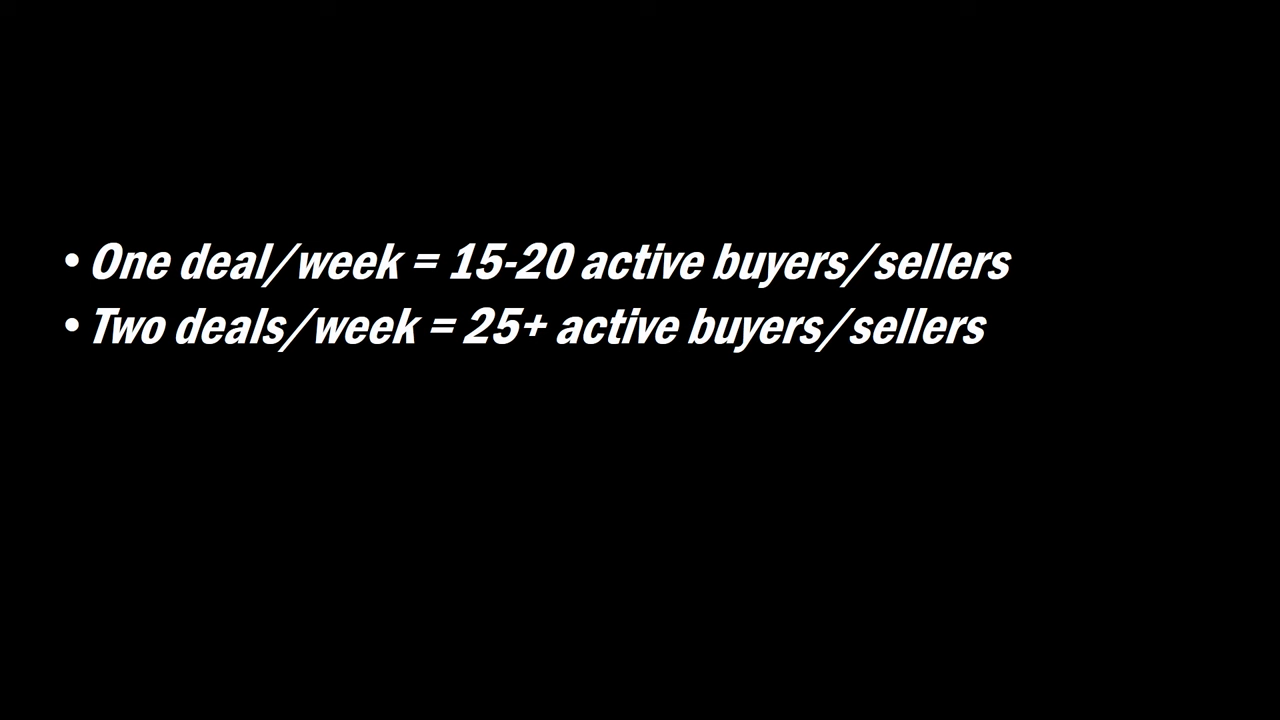 • One deal/week = 15-20 active buyers/sellers
• Two deals/week = 25+ active buyers/sellers